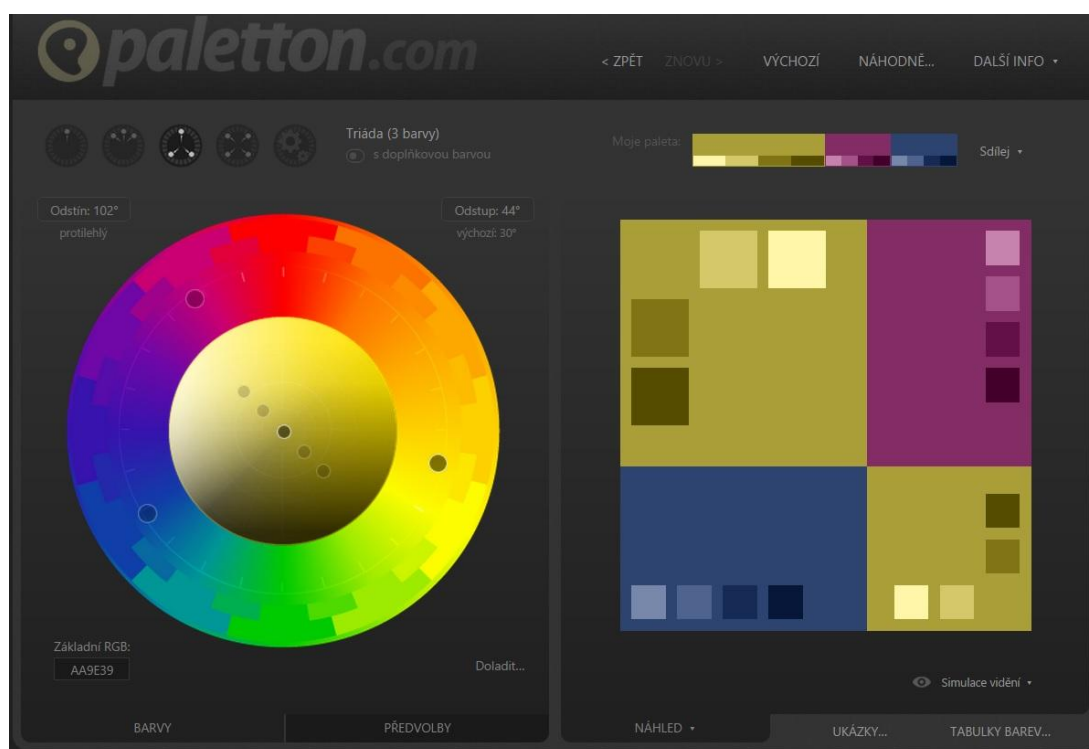 paletton.com
< ZPĚT ZNOVU > VÝCHOZÍ NÁHODNĚ... DALŠÍ INFO
Triáda (3 barvy)
s doplňkovou barvou
Moje paleta:
Sdílej
Odstín: 102°
protilehlý
Odstup: 44°
výchozí: 30°
Základní RGB:
AA9E39
Doladit...
Simulace vidění
BARVY PŘEDVOLBY
NÁHLED UKÁZKY... TABULKY BAREV...